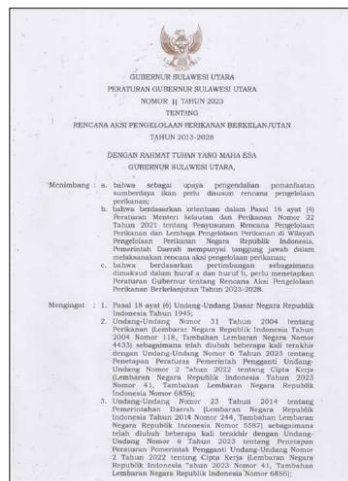 GUBERNUR SULAWESI UTARA
PERATURAN GUBERNUR SULAWESI UTARA
NOMOR 11 TAHUN 2023
TENTANG
RENCANA AKSI PENGELOLAAN PERIKANAN BERKELANJUTAN
TAHUN 2023-2028
DENGAN RAHMAT TUHAN YANG MAHA ESA
GUBERNUR SULAWESI UTARA,
Menimbang : a. bahwa sebagai upaya pengendalian pemanfaatan
sumberdaya ikan perlu disusun rencana pengelolaan
perikanan;
b. bahwa berdasarkan ketentuan dalam Pasal 16 ayat (4)
Peraturan Menteri Kelautan dan Perikanan Nomor 22
Tahun 2021 tentang Penyusunan Rencana Pengelolaan
Perikanan dan Lembaga Pengelolaan Perikanan di Wilayah
Pengelolaan Perikanan Negara Republik Indonesia,
Pemerintah Daerah mempunyai tanggung jawab dalam
melaksanakan rencana aksi pengelolaan perikanan;
c. bahwa berdasarkan pertimbangan sebagaimana
dimaksud dalam huruf a dan huruf b, perlu menetapkan
Peraturan Gubernur tentang Rencana Aksi Pengelolaan
Perikanan Berkelanjutan Tahun 2023-2028.
Mengingat : 1. Pasal 18 ayat (6) Undang-Undang Dasar Negara Republik
Indonesia Tahun 1945;
2. Undang-Undang Nomor 31 Tahun 2004 tentang
Perikanan (Lembaran Negara Republik Indonesia Tahun
2004 Nomor 118, Tambahan Lembaran Negara Nomor
4433) sebagaimana telah diubah beberapa kali terakhir
dengan Undang-Undang Nomor 6 Tahun 2023 tentang
Penetapan Peraturan Pemerintah Pengganti Undang-
Undang Nomor 2 Tahun 2022 tentang Cipta Kerja
(Lembaran Negara Republik Indonesia Tahun 2023
Nomor 41, Tambahan Lembaran Negara Republik
Indonesia Nomor 6856);
3. Undang-Undang Nomor 23 Tahun 2014 tentang
Pemerintahan Daerah (Lembaran Negara Republik
Indonesia Tahun 2014 Nomor 244, Tambahan Lembaran
Negara Republik Indonesia Nomor 5587) sebagaimana
telah diubah beberapa kali terakhir dengan Undang-
Undang Nomor 6 Tahun 2023 tentang Penetapan
Peraturan Pemerintah Pengganti Undang-Undang Nomor
2 Tahun 2022 tentang Cipta Kerja (Lembaran Negara
Republik Indonesia Tahun 2023 Nomor 41, Tambahan
Lembaran Negara Republik Indonesia Nomor 6856);